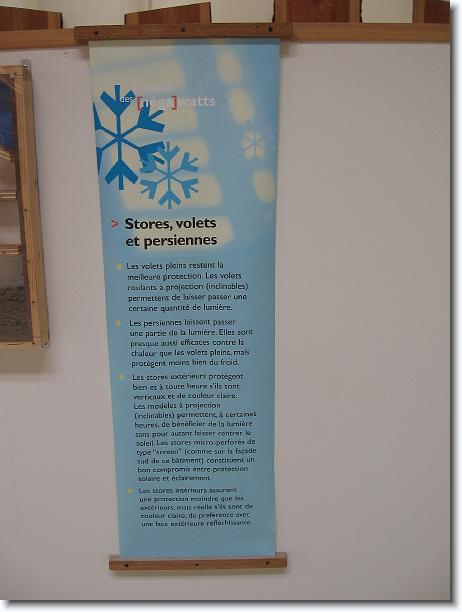 des [néga]watts
> Stores, volets
et persiennes
Les volets pleins restent la
meilleure protection. Les volets
roulants à projection (inclinables)
permettent de laisser passer une
certaine quantité de lumière.
Les persiennes laissent passer
une partie de la lumière. Elles sont
presque aussi efficaces contre la
chaleur que les volets pleins, mais
protègent moins bien du froid.
Les stores extérieurs protègent
bien et à toute heure s'ils sont
verticaux et de couleur claire.
Les modèles à projection
(inclinables) permettent, à certaines
heures, de bénéficier de la lumière
sans pour autant laisser rentrer le
soleil. Les stores micro-perforés de
type "screen" (comme sur la façade
sud de ce bâtiment) constituent un
bon compromis entre protection
solaire et éclairement.
Les stores intérieurs assurent
une protection moindre que les
extérieurs, mais réelle s'ils sont de
couleur claire, de préférence avec
une face extérieure réfléchissante.